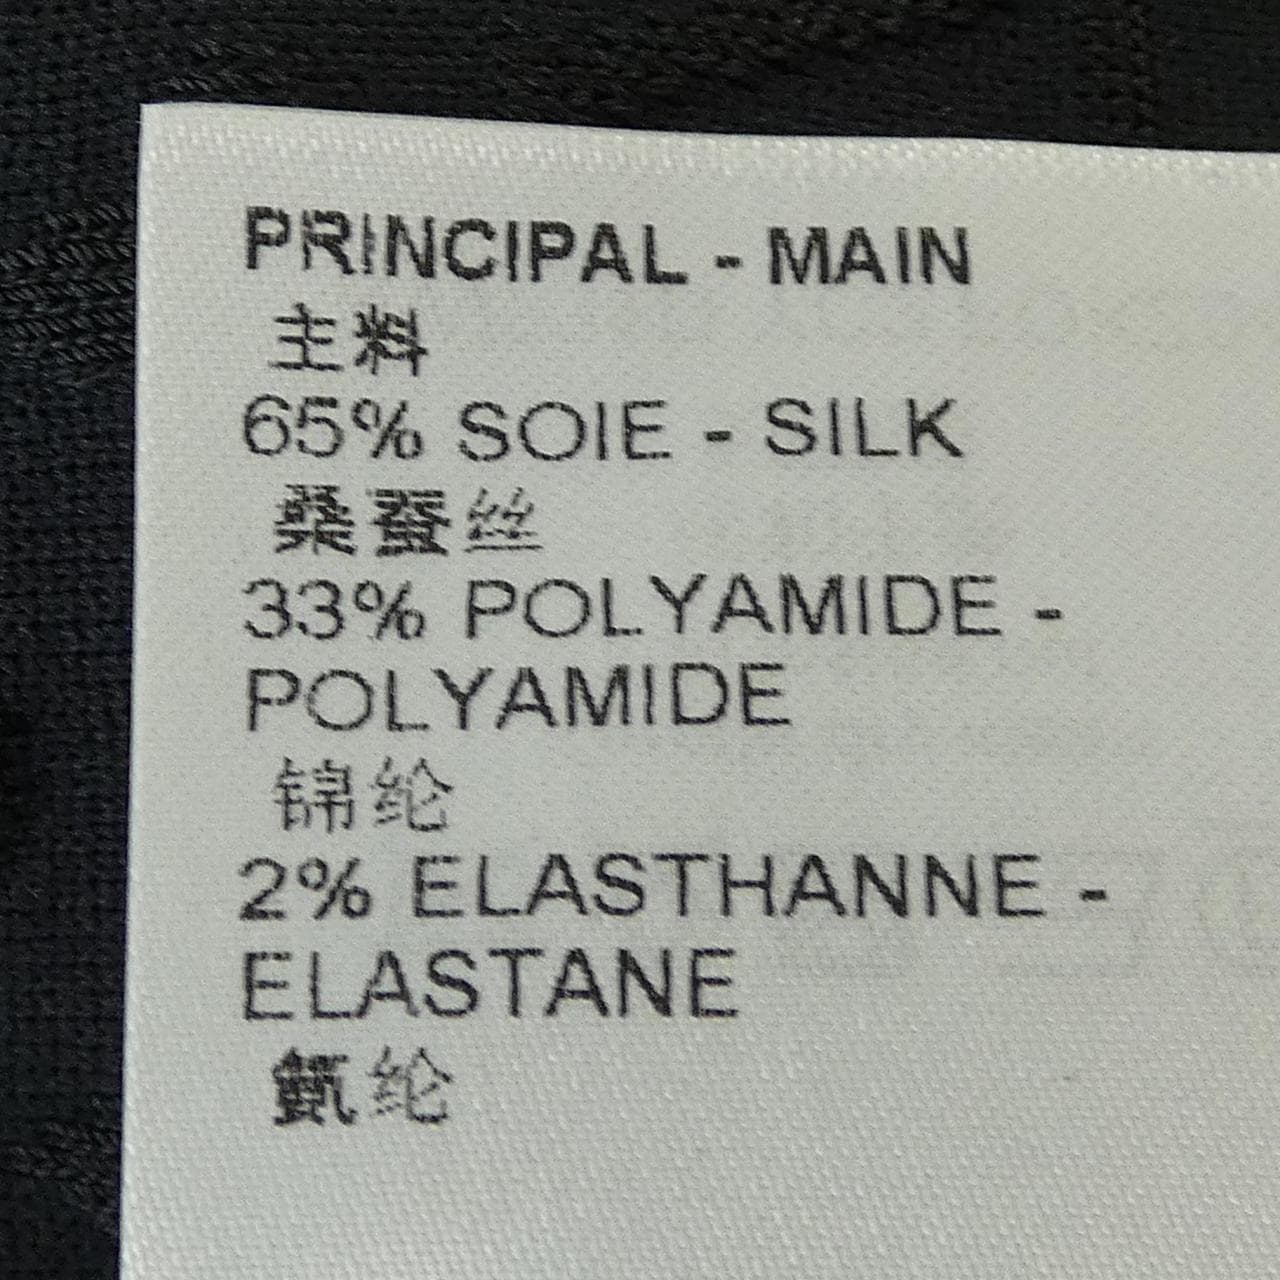 PRINCIPAL - MAIN
主料
65% SOIE - SILK
桑蚕丝
33% POLYAMIDE -
POLYAMIDE
锦纶
2% ELASTHANNE -
ELASTANE
氨纶